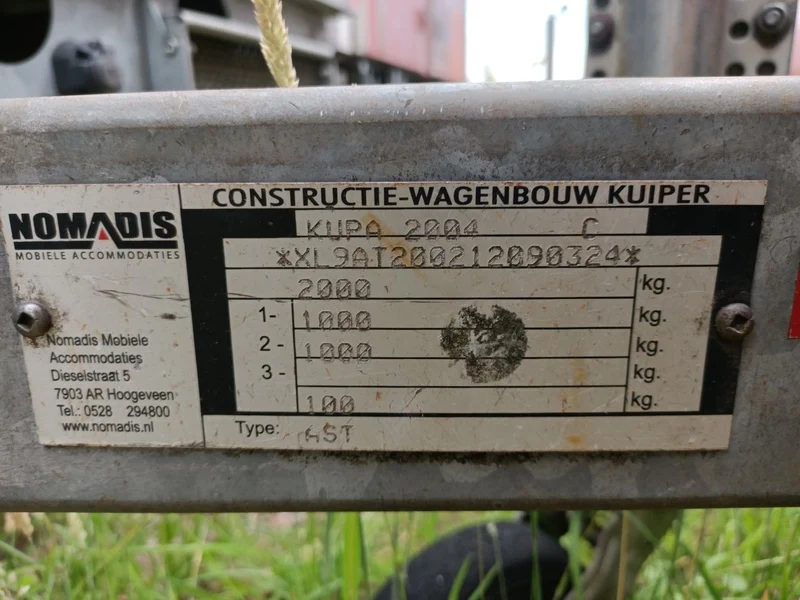 CONSTRUCTIE-WAGENBOUW KUIPER
NOMADIS
MOBIELE ACCOMMODATIES
KUPA 2004 C
*XL9AT200212090324*
2000 kg.
1- 1000 kg.
2 - 1000 kg.
3 - kg.
100 kg.
Type: AST
Nomadis Mobiele
Accommodaties
Dieselstraat 5
7903 AR Hoogeveen
Tel.: 0528 294800
www.nomadis.nl